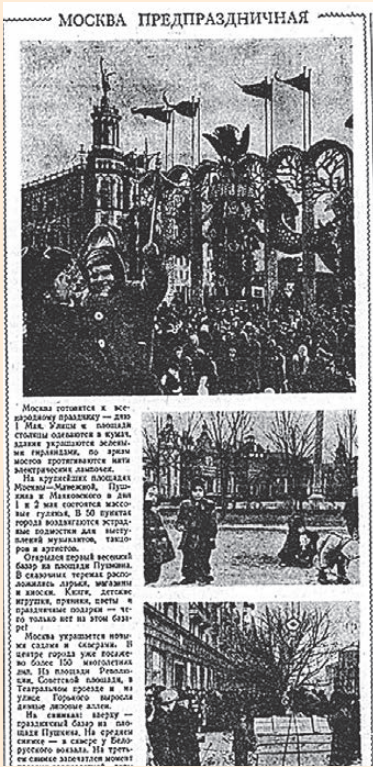 МОСКВА ПРЕДПРАЗДНИЧНАЯ
Москва готовится к все-
народному празднику — дню
1 Мая. Улицы и площади
столицы одеваются в кумач,
здания украшаются зелены-
ми гирляндами, по аркам
мостов протягиваются нити
электрических лампочек.
На крупнейших площадях
Москвы—Манежной, Пуш-
кина и Маяковского в дни
1 и 2 мая состоятся массо-
вые гулянья. В 50 пунктах
города воздвигаются эстрад-
ные подмостки для высту-
плений музыкантов, танцо-
ров и артистов.
Открылся первый весенний
базар на площади Пушкина.
В сказочных теремах распо-
ложились ларьки, магазины
и киоски. Книги, детские
игрушки, пряники, цветы и
праздничные подарки — че-
го только нет на этом база-
ре!
Москва украшается новы-
ми садами и скверами. В
центре города уже посаже-
но более 150 многолетних
лип. На площади Револю-
ции, Советской площади, в
Театральном проезде и на
улице Горького выросли
дивные липовые аллеи.
На снимках: вверху —
праздничный базар на пло-
щади Пушкина. На среднем
снимке — в сквере у Бело-
русского вокзала. На треть-
ем снимке запечатлен момент